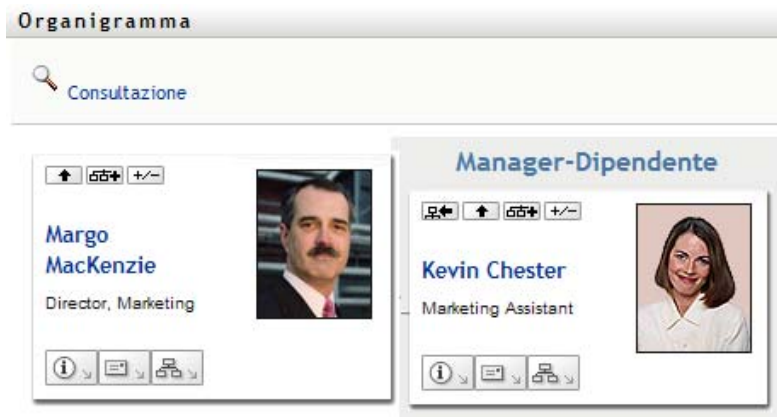 Organigramma
Consultazione
Manager-Dipendente
+/-
Margo
MacKenzie
Director, Marketing
+/-
Kevin Chester
Marketing Assistant